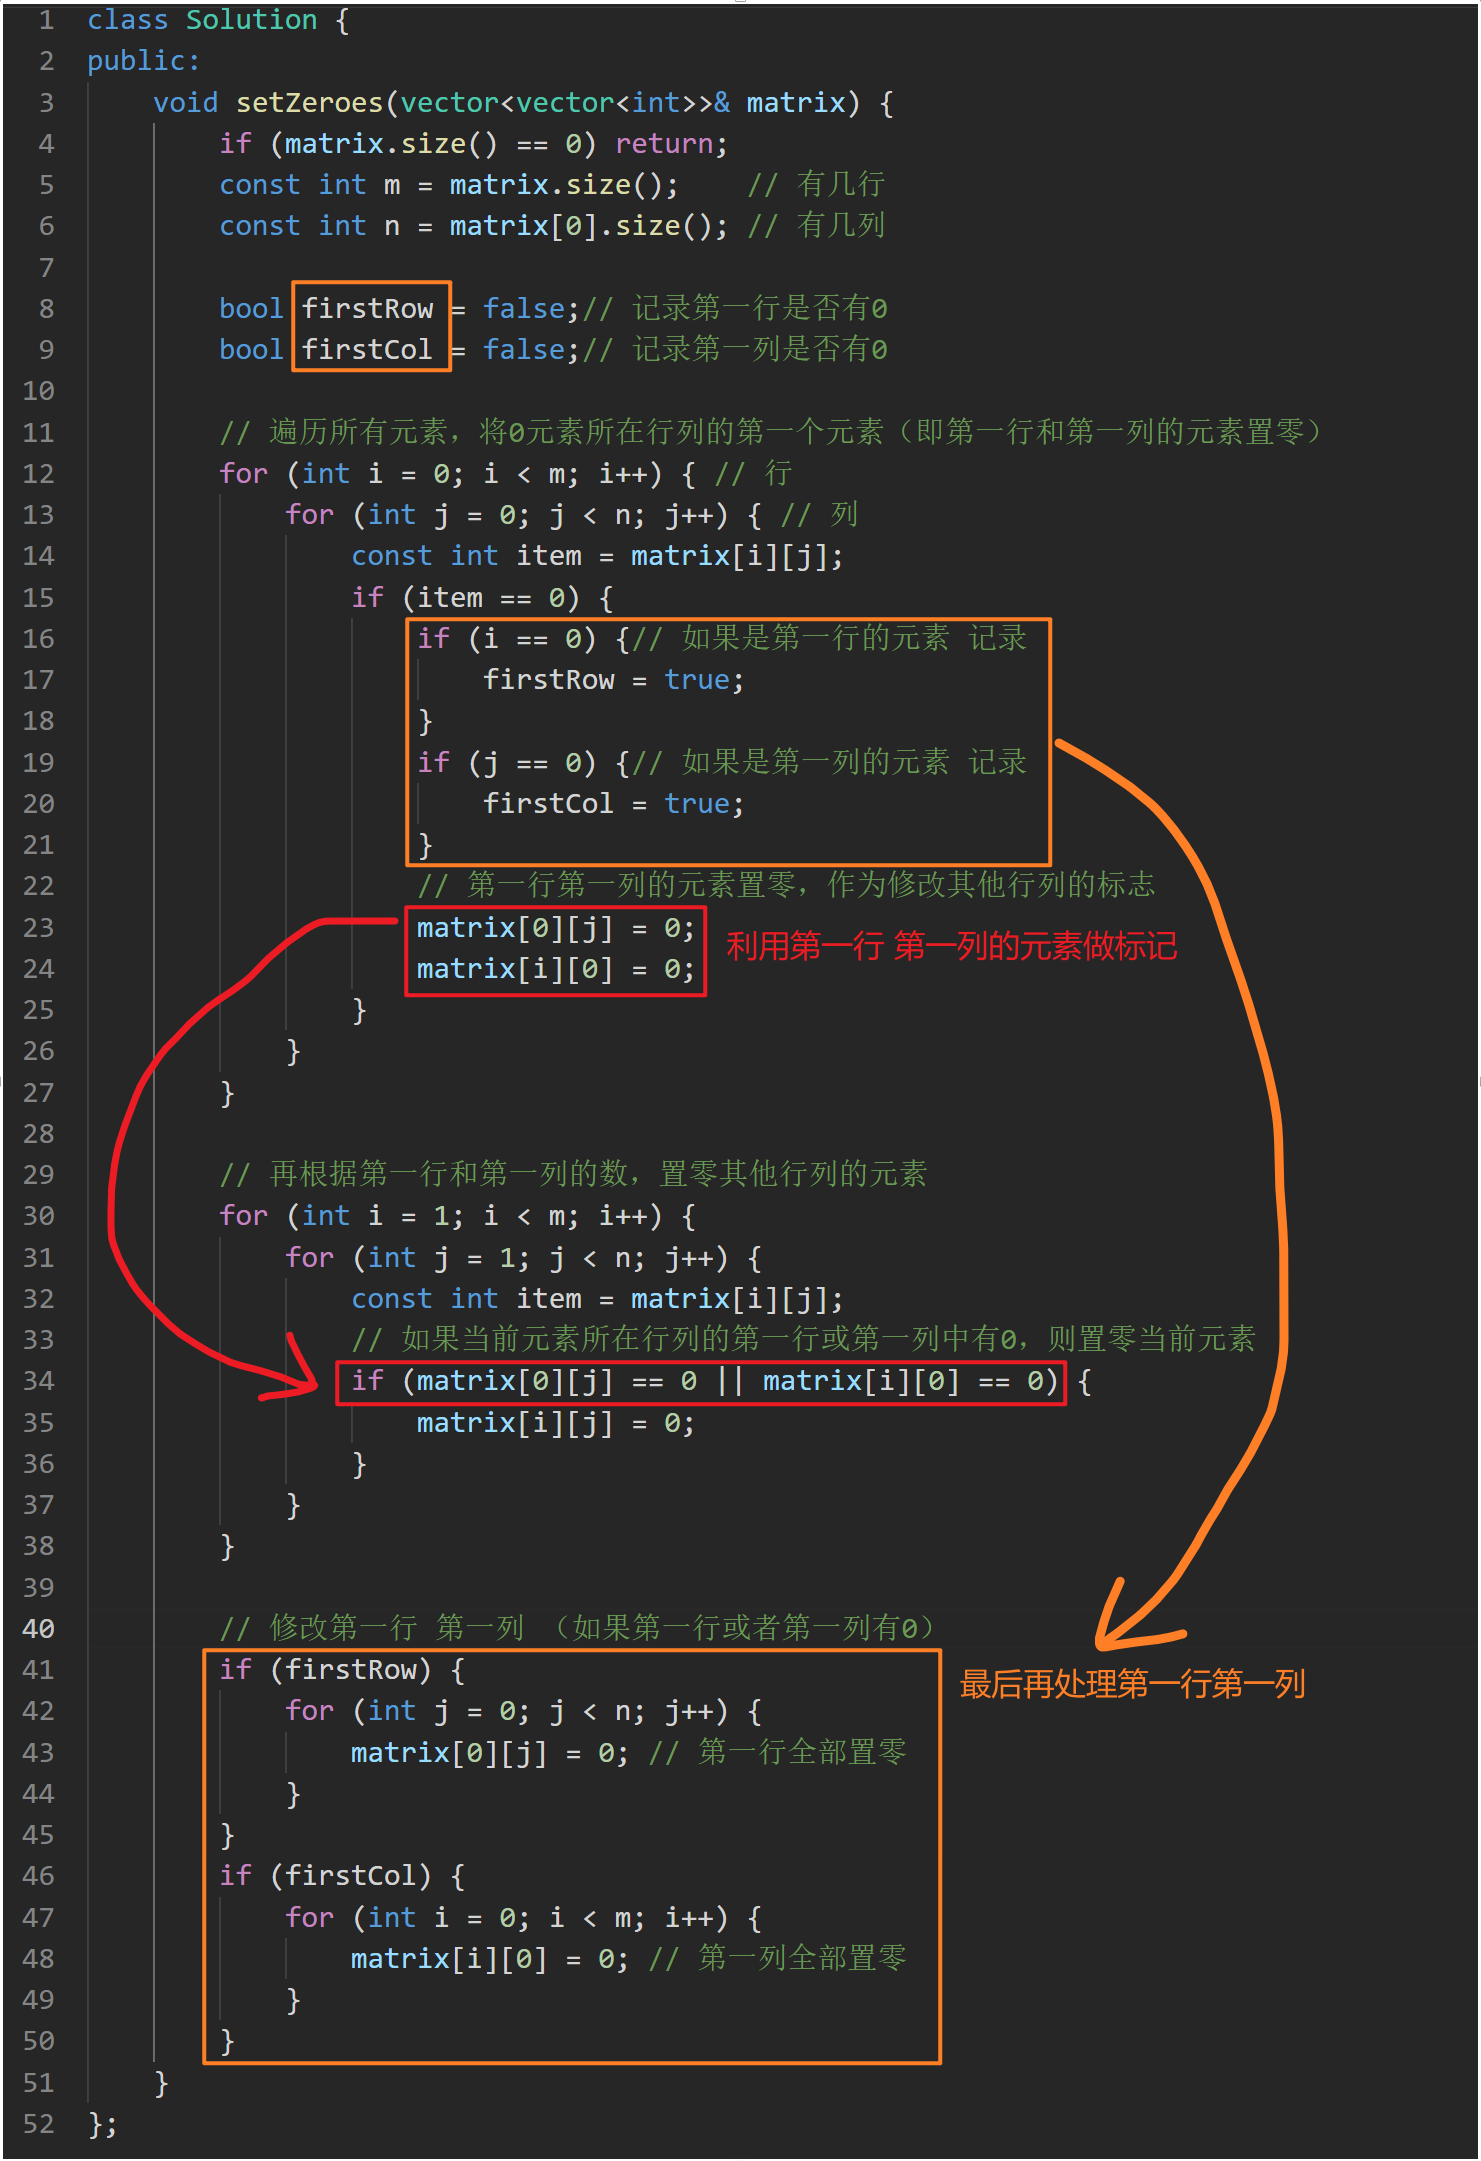 1 class Solution {
2 public:
3 void setZeroes(vector<vector<int>>& matrix) {
4 if (matrix.size() == 0) return;
5 const int m = matrix.size(); // 有几行
6 const int n = matrix[0].size(); // 有几列
7
8 bool firstRow = false;// 记录第一行是否有0
9 bool firstCol = false;// 记录第一列是否有0
10
11 // 遍历所有元素，将0元素所在行列的第一个元素（即第一行和第一列的元素置零）
12 for (int i = 0; i < m; i++) { // 行
13 for (int j = 0; j < n; j++) { // 列
14 const int item = matrix[i][j];
15 if (item == 0) {
16 if (i == 0) {// 如果是第一行的元素 记录
17 firstRow = true;
18 }
19 if (j == 0) {// 如果是第一列的元素 记录
20 firstCol = true;
21 }
22 // 第一行第一列的元素置零，作为修改其他行列的标志
23 matrix[0][j] = 0;
利用第一行 第一列的元素做标记
24 matrix[i][0] = 0;
25 }
26 }
27 }
28
29 // 再根据第一行和第一列的数，置零其他行列的元素
30 for (int i = 1; i < m; i++) {
31 for (int j = 1; j < n; j++) {
32 const int item = matrix[i][j];
33 // 如果当前元素所在行列的第一行或第一列中有0，则置零当前元素
34 if (matrix[0][j] == 0 || matrix[i][0] == 0) {
35 matrix[i][j] = 0;
36 }
37 }
38 }
39
40 // 修改第一行 第一列 （如果第一行或者第一列有0）
41 if (firstRow) {
最后再处理第一行第一列
42 for (int j = 0; j < n; j++) {
43 matrix[0][j] = 0; // 第一行全部置零
44 }
45 }
46 if (firstCol) {
47 for (int i = 0; i < m; i++) {
48 matrix[i][0] = 0; // 第一列全部置零
49 }
50 }
51 }
52 };